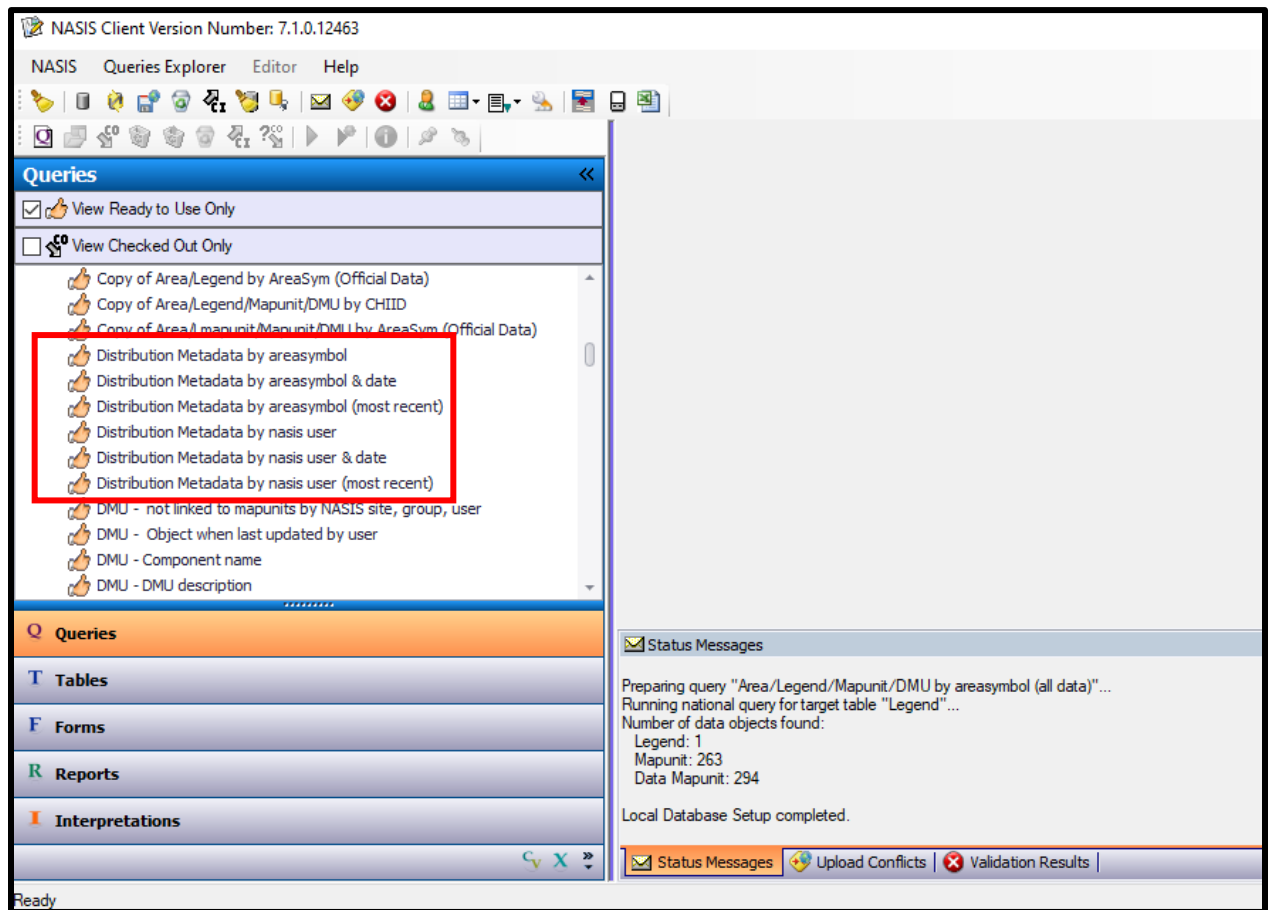 NASIS Client Version Number: 7.1.0.12463
NASIS Queries Explorer Editor Help
Queries
View Ready to Use Only
View Checked Out Only
Copy of Area/Legend by AreaSym (Official Data)
Copy of Area/Legend/Mapunit/DMU by CHIID
Copy of Area/Lmapunit/Mapunit/DMU by AreaSym (Official Data)
Distribution Metadata by areasymbol
Distribution Metadata by areasymbol & date
Distribution Metadata by areasymbol (most recent)
Distribution Metadata by nasis user
Distribution Metadata by nasis user & date
Distribution Metadata by nasis user (most recent)
DMU - not linked to mapunits by NASIS site, group, user
DMU - Object when last updated by user
DMU - Component name
DMU - DMU description
Q Queries
T Tables
F Forms
R Reports
I Interpretations
Status Messages
Preparing query "Area/Legend/Mapunit/DMU by areasymbol (all data)"...
Running national query for target table "Legend"...
Number of data objects found:
Legend: 1
Mapunit: 263
Data Mapunit: 294
Local Database Setup completed.
Status Messages Upload Conflicts Validation Results
Ready